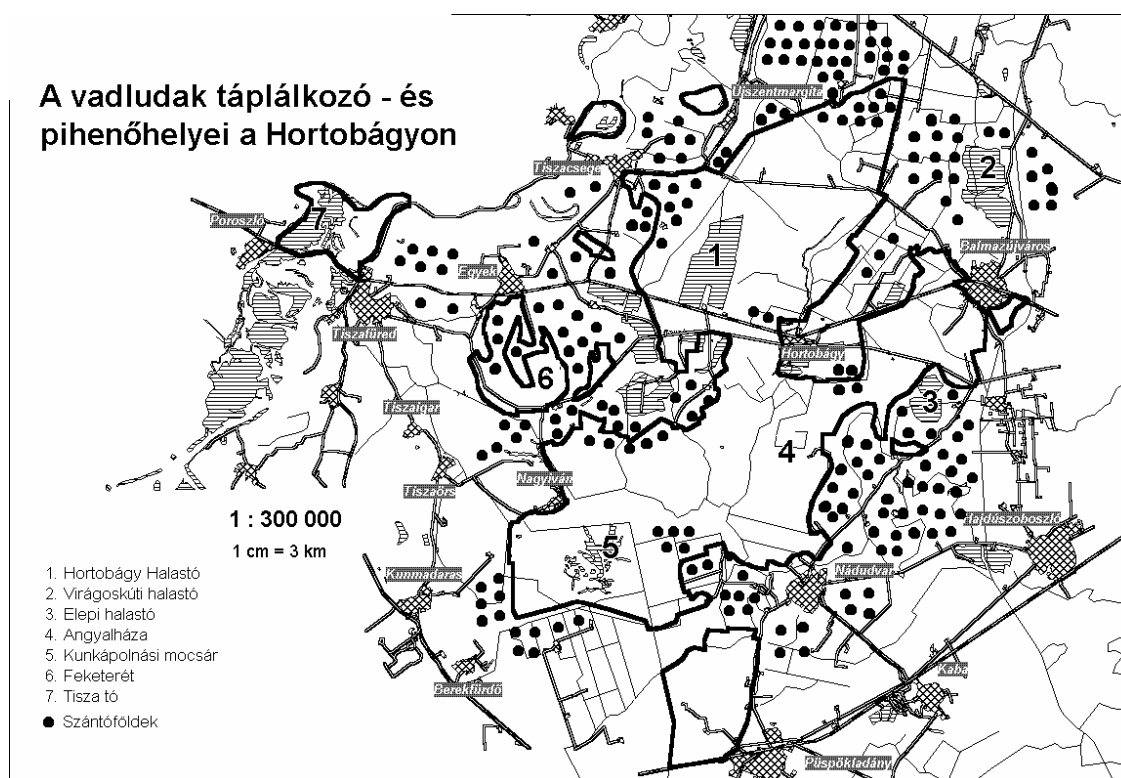 A vadludak táplálkozó - és
pihenőhelyei a Hortobágyon
Újszentmargita
Tiszacsege
2
7
Poroszló
1
Egyek
Balmazújváros
Tiszafüred
Hortobágy
6
3
Tiszaigar
4
Nagyiván
Tiszaörs
1 : 300 000
Hajdúszoboszló
1 cm = 3 km
5
Kunmadaras
Nádudvar
1. Hortobágy Halastó
2. Virágoskúti halastó
3. Elepi halastó
4. Angyalháza
5. Kunkápolnási mocsár
6. Feketerét
7. Tisza tó
Szántóföldek
Berekfürdő
Kaba
Püspökladány